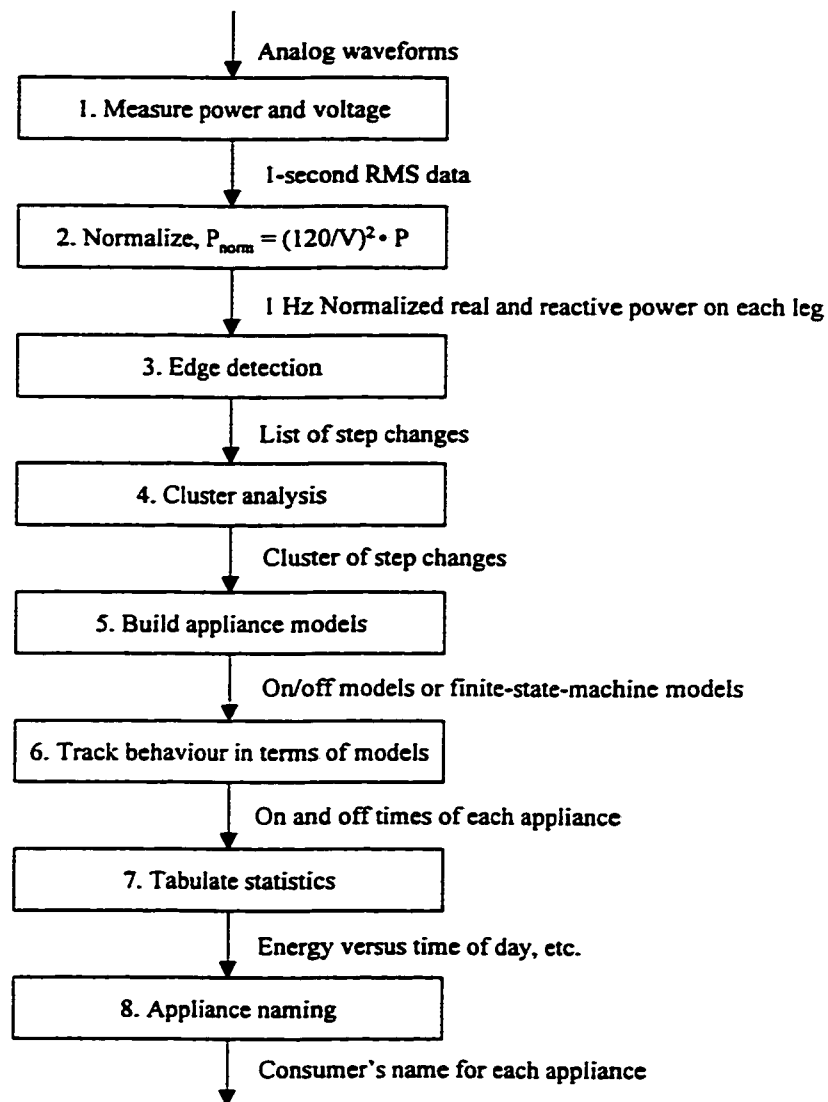 Analog waveforms
1. Measure power and voltage
1-second RMS data
2. Normalize, Pnorm = (120/V)² • P
1 Hz Normalized real and reactive power on each leg
3. Edge detection
List of step changes
4. Cluster analysis
Cluster of step changes
5. Build appliance models
On/off models or finite-state-machine models
6. Track behaviour in terms of models
On and off times of each appliance
7. Tabulate statistics
Energy versus time of day, etc.
8. Appliance naming
Consumer's name for each appliance